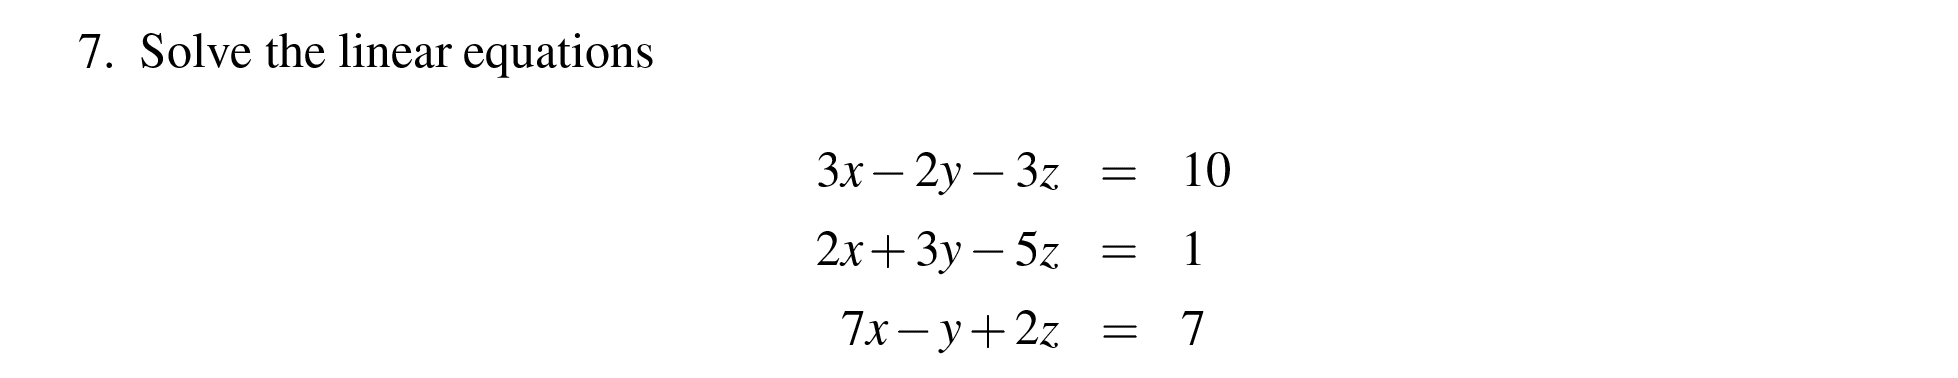 7. Solve the linear equations
3x − 2y − 3z = 10
2x + 3y − 5z = 1
7x − y + 2z = 7